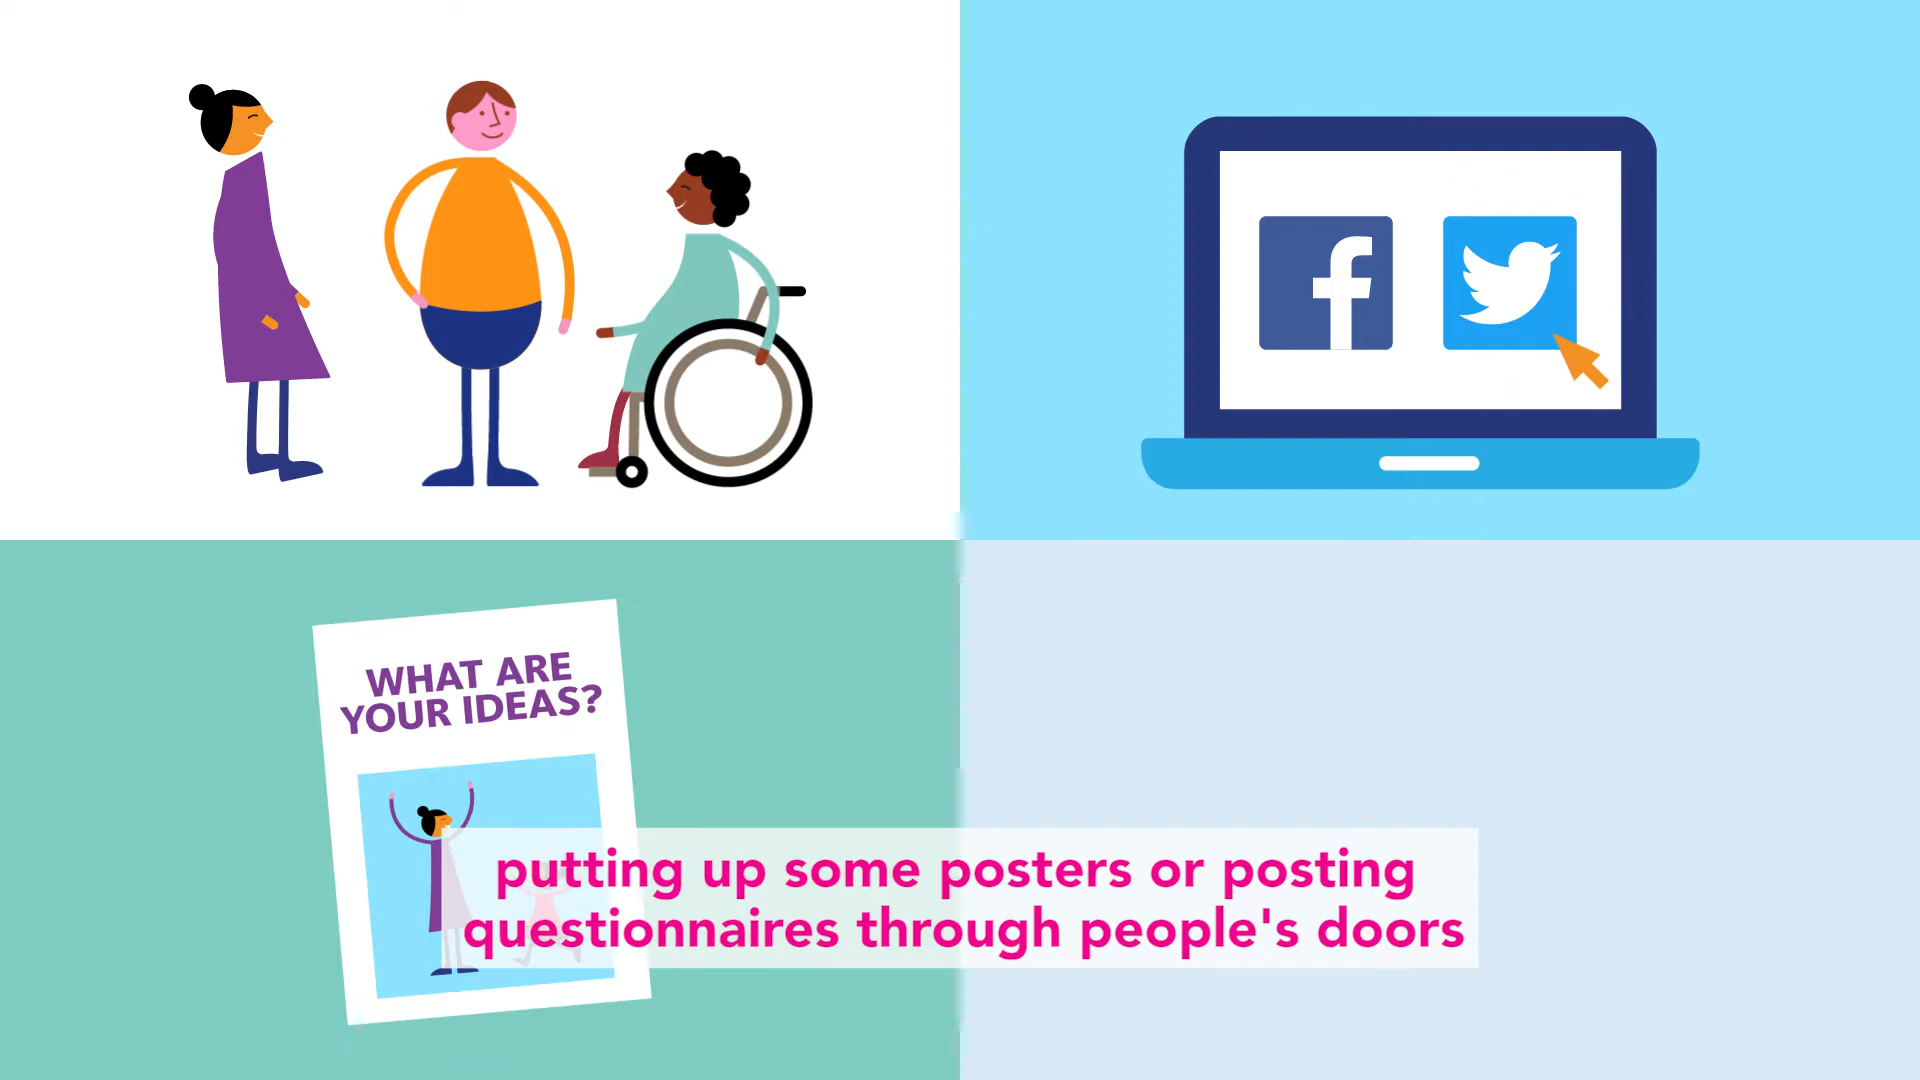 WHAT ARE
YOUR IDEAS?
putting up some posters or posting
questionnaires through people's doors